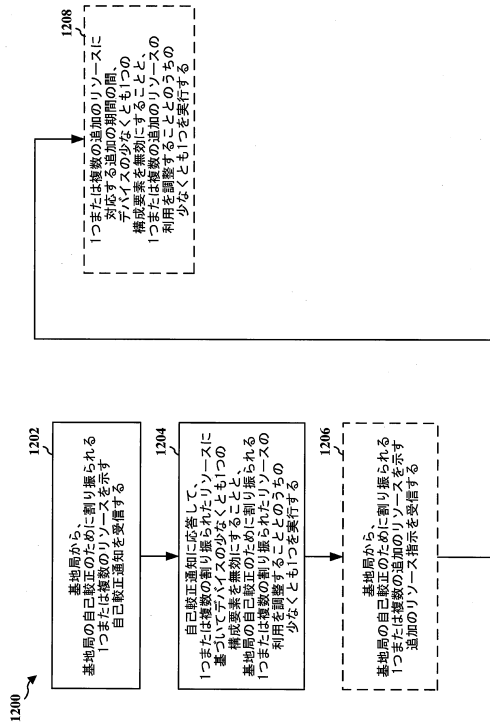 1200
1202
基地局から、
基地局の自己較正のために割り振られる
1つまたは複数のリソースを示す
自己較正通知を受信する
1204
自己較正通知に応答して、
1つまたは複数の割り振られたリソースに
基づいてデバイスの少なくとも1つの
構成要素を無効にすることと、
基地局の自己較正のために割り振られる
1つまたは複数の割り振られたリソースの
利用を調整することとのうちの
少なくとも1つを実行する
1206
基地局から、
基地局の自己較正のために割り振られる
1つまたは複数の追加のリソースを示す
追加のリソース指示を受信する
1208
1つまたは複数の追加のリソースに
対応する追加の期間の間、
デバイスの少なくとも1つの
構成要素を無効にすることと、
1つまたは複数の追加のリソースの
利用を調整することとのうちの
少なくとも1つを実行する